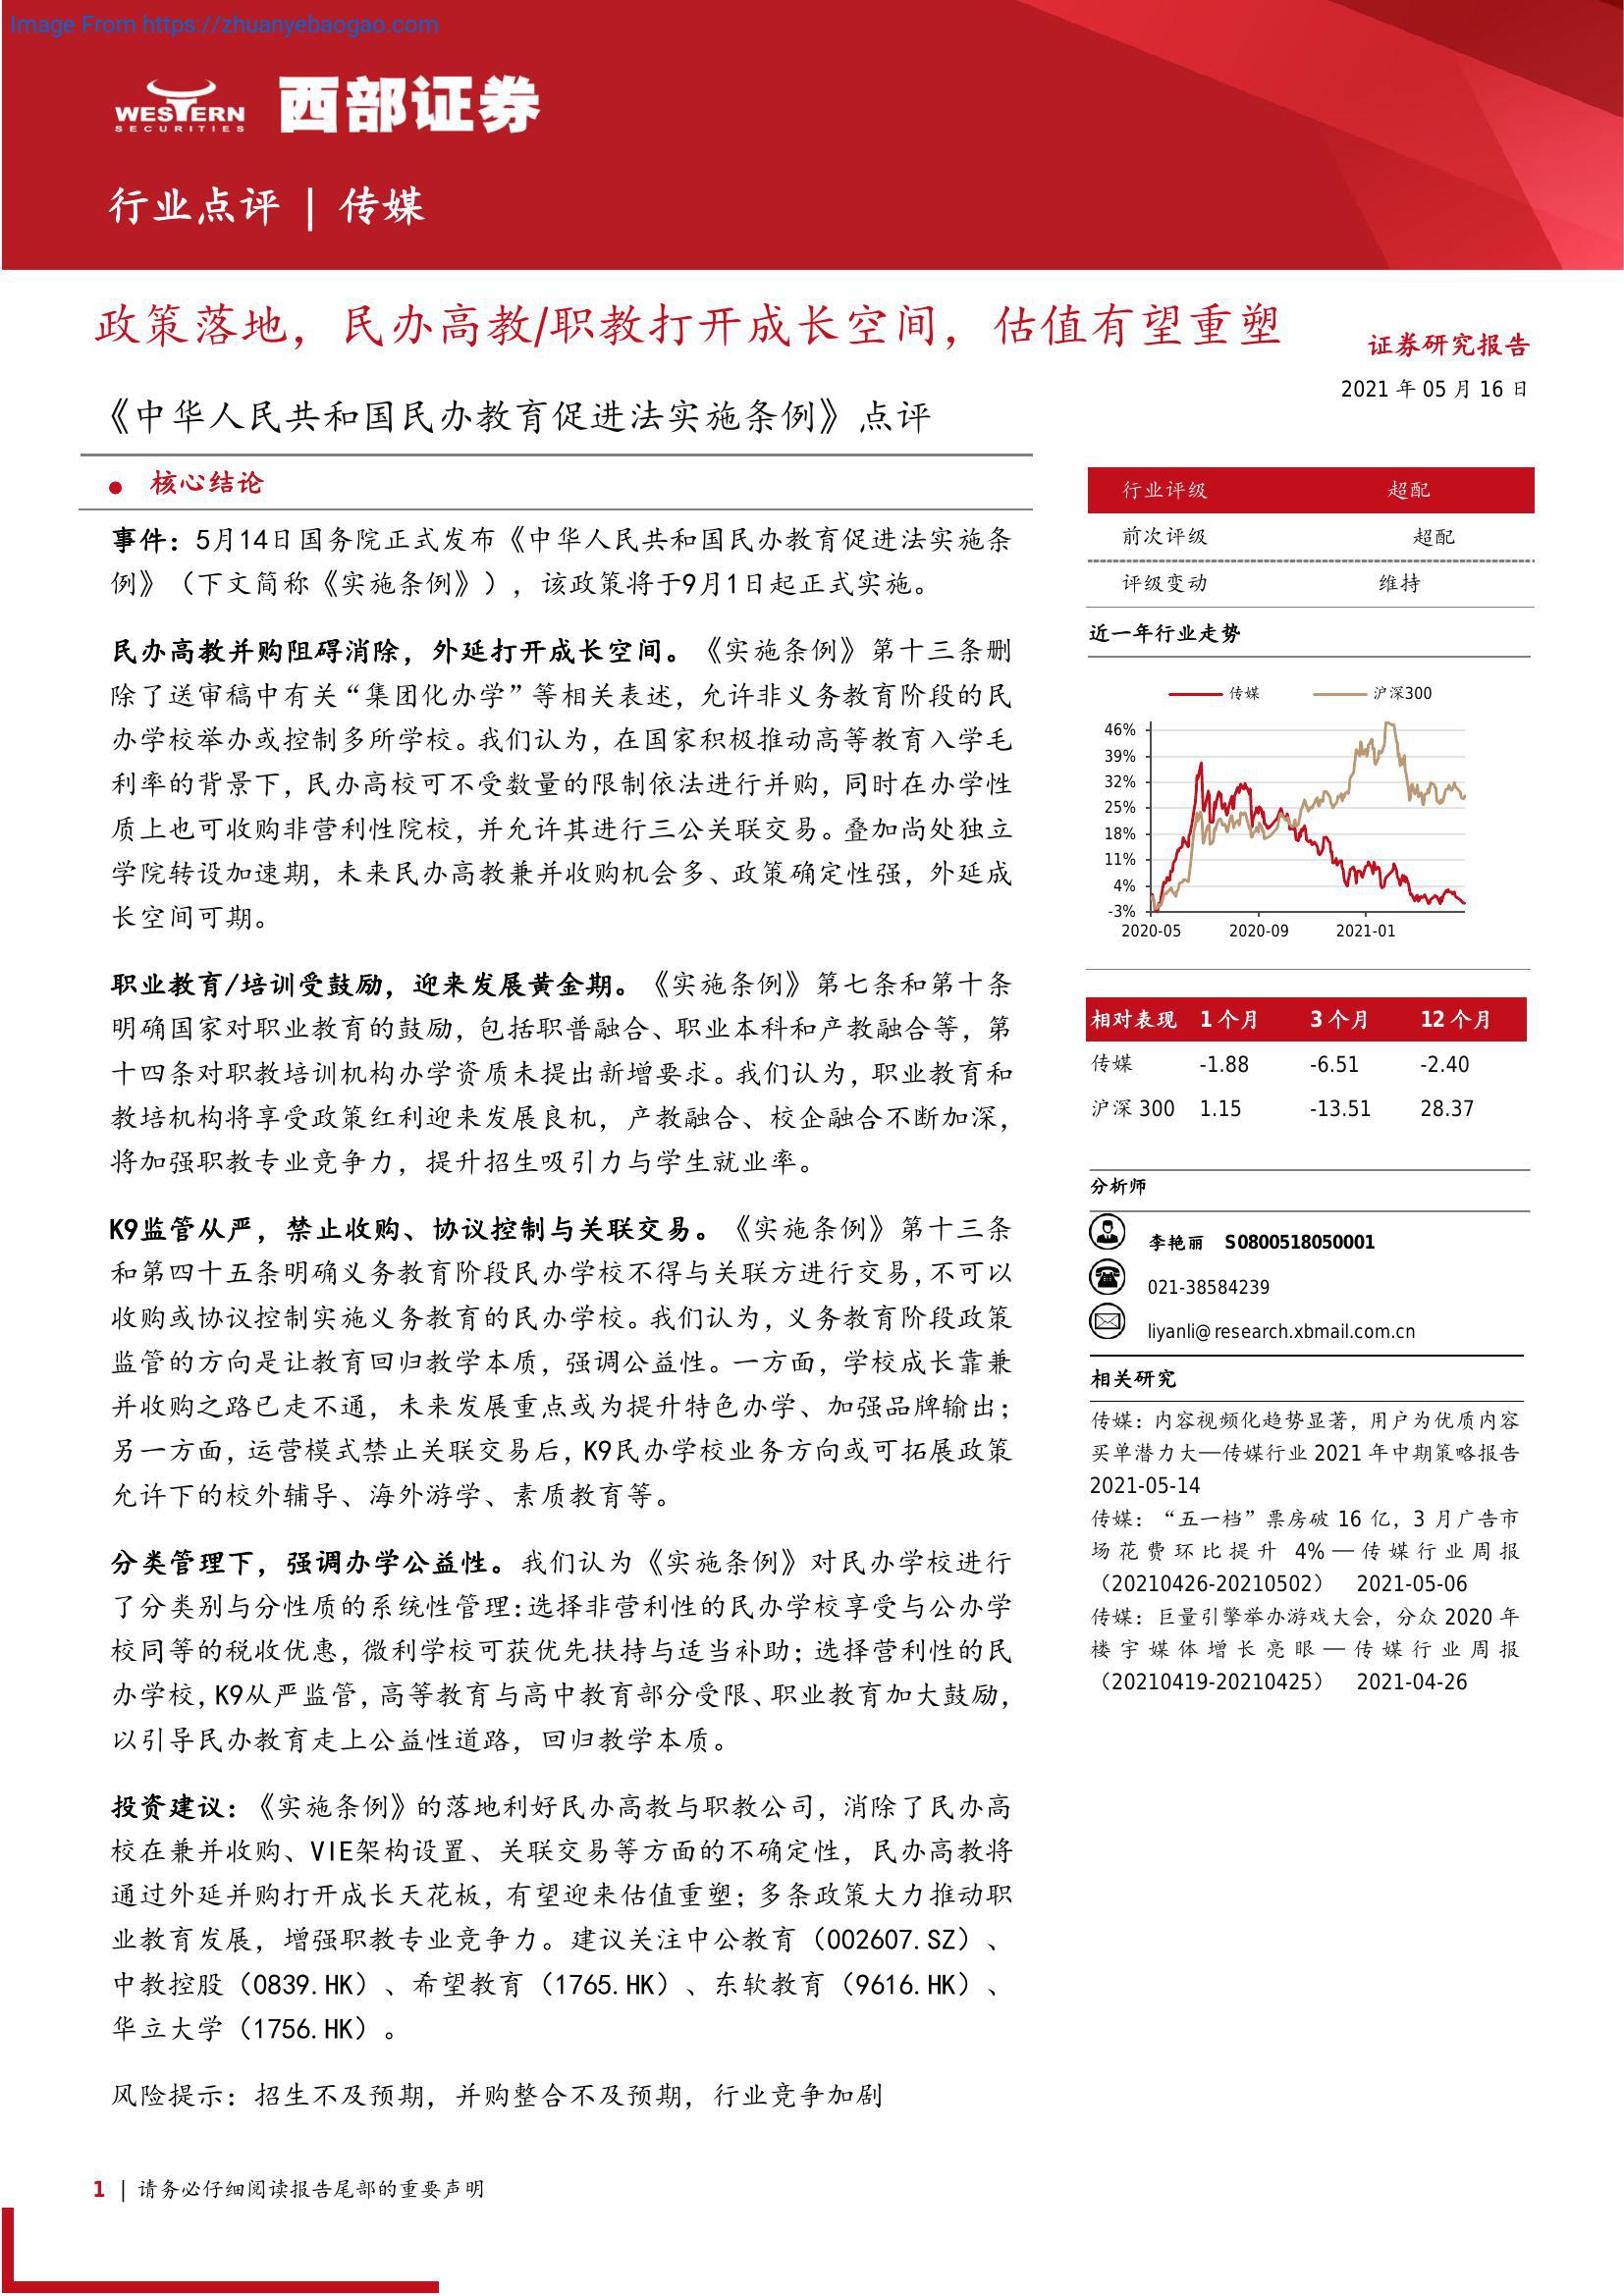 Image From https://zhuanyebaogao.com
WESTERN
SECURITIES
西部证券
行业点评 | 传媒
政策落地，民办高教/职教打开成长空间，估值有望重塑
《中华人民共和国民办教育促进法实施条例》点评
证券研究报告
2021 年 05 月 16 日
● 核心结论
事件：5月14日国务院正式发布《中华人民共和国民办教育促进法实施条
例》（下文简称《实施条例》），该政策将于9月1日起正式实施。
民办高教并购阻碍消除，外延打开成长空间。《实施条例》第十三条删
除了送审稿中有关“集团化办学”等相关表述，允许非义务教育阶段的民
办学校举办或控制多所学校。我们认为，在国家积极推动高等教育入学毛
利率的背景下，民办高校可不受数量的限制依法进行并购，同时在办学性
质上也可收购非营利性院校，并允许其进行三公关联交易。叠加尚处独立
学院转设加速期，未来民办高教兼并收购机会多、政策确定性强，外延成
长空间可期。
职业教育/培训受鼓励，迎来发展黄金期。《实施条例》第七条和第十条
明确国家对职业教育的鼓励，包括职普融合、职业本科和产教融合等，第
十四条对职教培训机构办学资质未提出新增要求。我们认为，职业教育和
教培机构将享受政策红利迎来发展良机，产教融合、校企融合不断加深，
将加强职教专业竞争力，提升招生吸引力与学生就业率。
K9监管从严，禁止收购、协议控制与关联交易。《实施条例》第十三条
和第四十五条明确义务教育阶段民办学校不得与关联方进行交易，不可以
收购或协议控制实施义务教育的民办学校。我们认为，义务教育阶段政策
监管的方向是让教育回归教学本质，强调公益性。一方面，学校成长靠兼
并收购之路已走不通，未来发展重点或为提升特色办学、加强品牌输出；
另一方面，运营模式禁止关联交易后，K9民办学校业务方向或可拓展政策
允许下的校外辅导、海外游学、素质教育等。
分类管理下，强调办学公益性。我们认为《实施条例》对民办学校进行
了分类别与分性质的系统性管理：选择非营利性的民办学校享受与公办学
校同等的税收优惠，微利学校可获优先扶持与适当补助；选择营利性的民
办学校，K9从严监管，高等教育与高中教育部分受限、职业教育加大鼓励，
以引导民办教育走上公益性道路，回归教学本质。
投资建议：《实施条例》的落地利好民办高教与职教公司，消除了民办高
校在兼并收购、VIE架构设置、关联交易等方面的不确定性，民办高教将
通过外延并购打开成长天花板，有望迎来估值重塑；多条政策大力推动职
业教育发展，增强职教专业竞争力。建议关注中公教育（002607.SZ）、
中教控股（0839.HK）、希望教育（1765.HK）、东软教育（9616.HK）、
华立大学（1756.HK）。
风险提示：招生不及预期，并购整合不及预期，行业竞争加剧
行业评级 超配
前次评级 超配
评级变动 维持
近一年行业走势
传媒 沪深300
46%
39%
32%
25%
18%
11%
4%
-3%
2020-05 2020-09 2021-01
相对表现 1 个月 3 个月 12 个月
传媒 -1.88 -6.51 -2.40
沪深 300 1.15 -13.51 28.37
分析师
李艳丽 S0800518050001
021-38584239
liyanli@research.xbmail.com.cn
相关研究
传媒：内容视频化趋势显著，用户为优质内容
买单潜力大—传媒行业 2021 年中期策略报告
2021-05-14
传媒：“五一档”票房破 16 亿，3 月广告市
场花费环比提升 4%—传媒行业周报
（20210426-20210502） 2021-05-06
传媒：巨量引擎举办游戏大会，分众 2020 年
楼宇媒体增长亮眼—传媒行业周报
（20210419-20210425） 2021-04-26
1 | 请务必仔细阅读报告尾部的重要声明